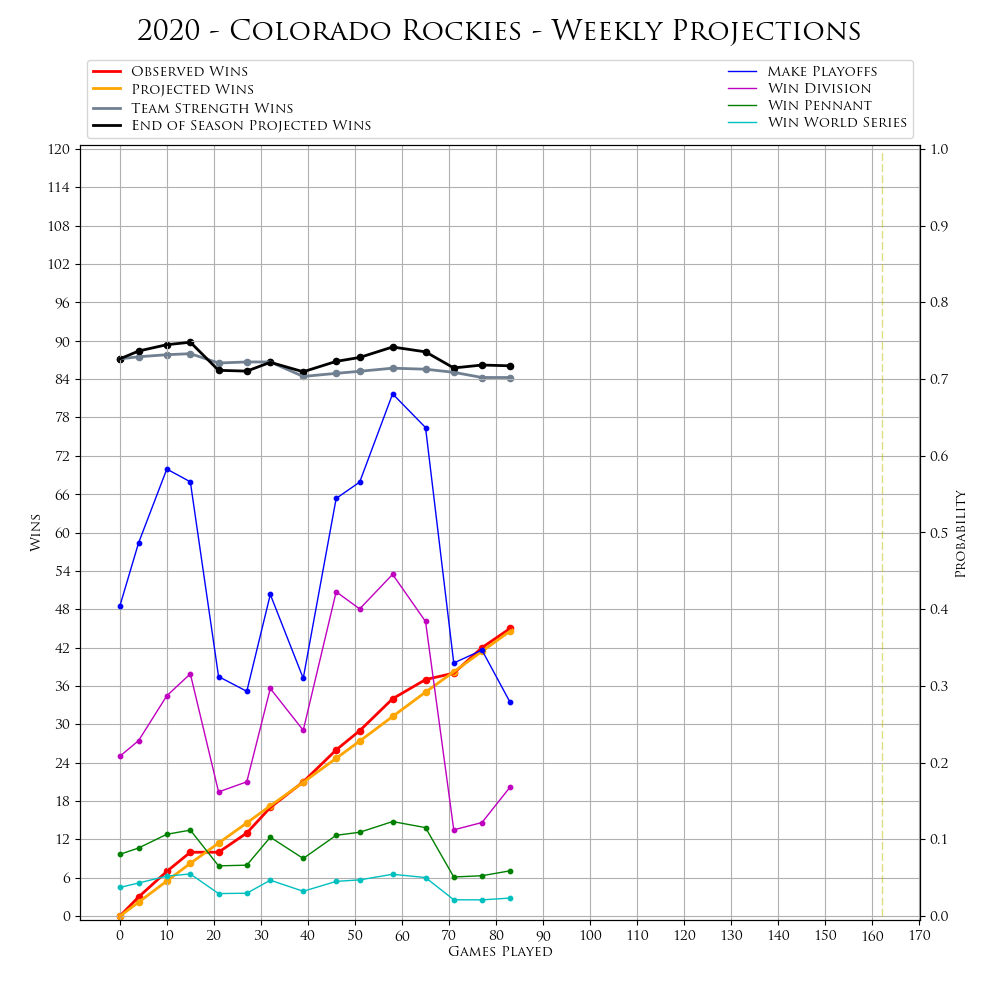 2020 - Colorado Rockies - Weekly Projections
Observed Wins
Projected Wins
Team Strength Wins
End of Season Projected Wins
Make Playoffs
Win Division
Win Pennant
Win World Series
120
114
108
102
96
90
84
78
72
66
60
54
48
42
36
30
24
18
12
6
0
Wins
1.0
0.9
0.8
0.7
0.6
0.5
0.4
0.3
0.2
0.1
0.0
Probability
0 10 20 30 40 50 60 70 80 90 100 110 120 130 140 150 160 170
Games Played